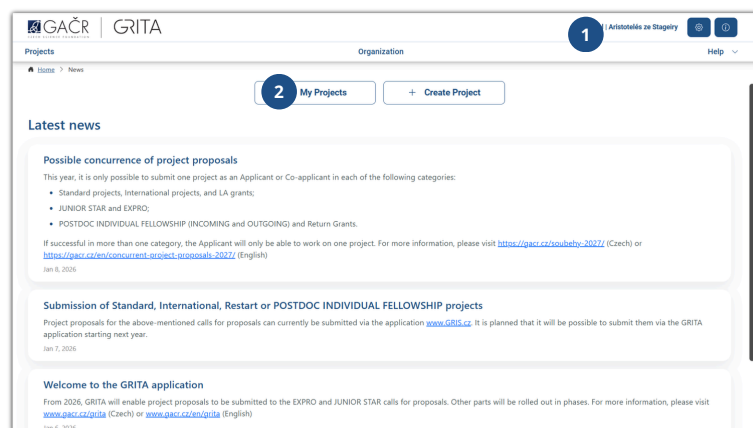 GAČR GRITA
CZECH SCIENCE FOUNDATION
1 | Aristotelés ze Stageiry
Projects Organization Help
Home > News
2 My Projects + Create Project
Latest news
Possible concurrence of project proposals
This year, it is only possible to submit one project as an Applicant or Co-applicant in each of the following categories:
• Standard projects, International projects, and LA grants;
• JUNIOR STAR and EXPRO;
• POSTDOC INDIVIDUAL FELLOWSHIP (INCOMING and OUTGOING) and Return Grants.
If successful in more than one category, the Applicant will only be able to work on one project. For more information, please visit https://gacr.cz/soubehy-2027/ (Czech) or
https://gacr.cz/en/concurrent-project-proposals-2027/ (English)
Jan 8, 2026
Submission of Standard, International, Restart or POSTDOC INDIVIDUAL FELLOWSHIP projects
Project proposals for the above-mentioned calls for proposals can currently be submitted via the application www.GRIS.cz. It is planned that it will be possible to submit them via the GRITA
application starting next year.
Jan 7, 2026
Welcome to the GRITA application
From 2026, GRITA will enable project proposals to be submitted to the EXPRO and JUNIOR STAR calls for proposals. Other parts will be rolled out in phases. For more information, please visit
www.gacr.cz/grita (Czech) or www.gacr.cz/en/grita (English)
Jan 6, 2026